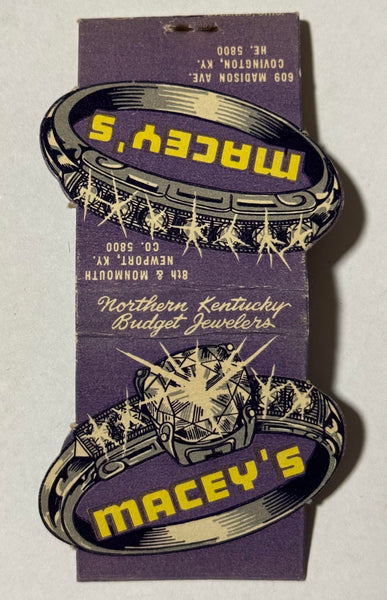 609 MADISON AVE.
COVINGTON, KY.
HE. 5800
MACEY'S
8th & MONMOUTH
NEWPORT, KY.
CO. 5800
Northern Kentucky
Budget Jewelers
MACEY'S